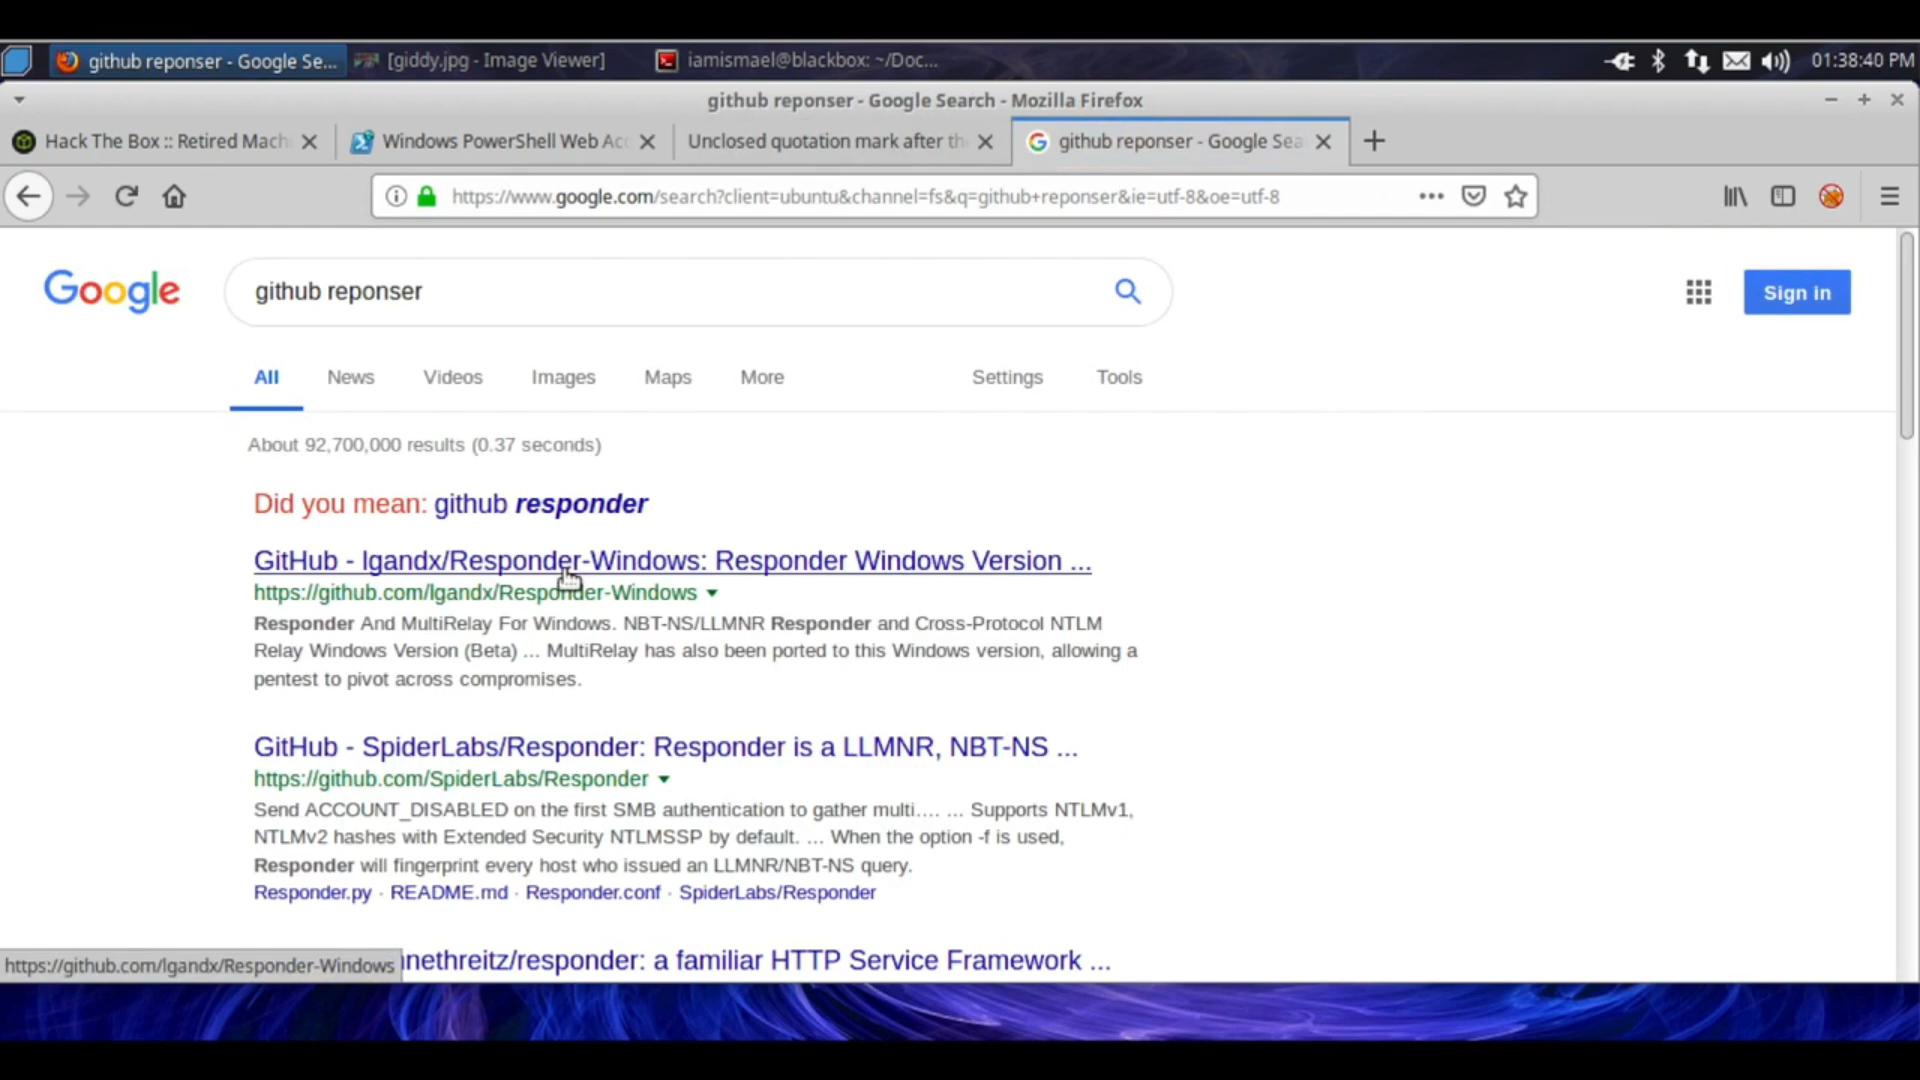 github reponser - Google Se...
[giddy.jpg - Image Viewer]
iamismael@blackbox: ~/Doc...
01:38:40 PM
github reponser - Google Search - Mozilla Firefox
Hack The Box :: Retired Mach
Windows PowerShell Web Acc
Unclosed quotation mark after th
github reponser - Google Sea
https://www.google.com/search?client=ubuntu&channel=fs&q=github+reponser&ie=utf-8&oe=utf-8
Google
github reponser
Sign in
All
News
Videos
Images
Maps
More
Settings
Tools
About 92,700,000 results (0.37 seconds)
Did you mean: github responder
GitHub - lgandx/Responder-Windows: Responder Windows Version ...
https://github.com/lgandx/Responder-Windows
Responder And MultiRelay For Windows. NBT-NS/LLMNR Responder and Cross-Protocol NTLM
Relay Windows Version (Beta) ... MultiRelay has also been ported to this Windows version, allowing a
pentest to pivot across compromises.
GitHub - SpiderLabs/Responder: Responder is a LLMNR, NBT-NS ...
https://github.com/SpiderLabs/Responder
Send ACCOUNT_DISABLED on the first SMB authentication to gather multi.... ... Supports NTLMv1,
NTLMv2 hashes with Extended Security NTLMSSP by default. ... When the option -f is used,
Responder will fingerprint every host who issued an LLMNR/NBT-NS query.
Responder.py · README.md · Responder.conf · SpiderLabs/Responder
nnethreitz/responder: a familiar HTTP Service Framework ...
https://github.com/lgandx/Responder-Windows